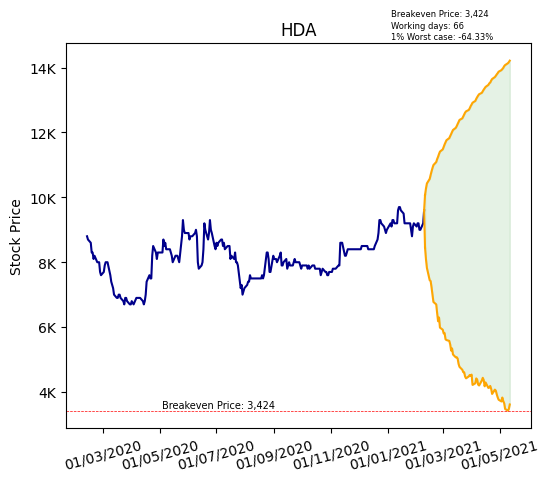 Breakeven Price: 3,424
Working days: 66
1% Worst case: -64.33%
HDA
Stock Price
14K
12K
10K
8K
6K
4K
Breakeven Price: 3,424
01/03/2020
01/05/2020
01/07/2020
01/09/2020
01/11/2020
01/01/2021
01/03/2021
01/05/2021